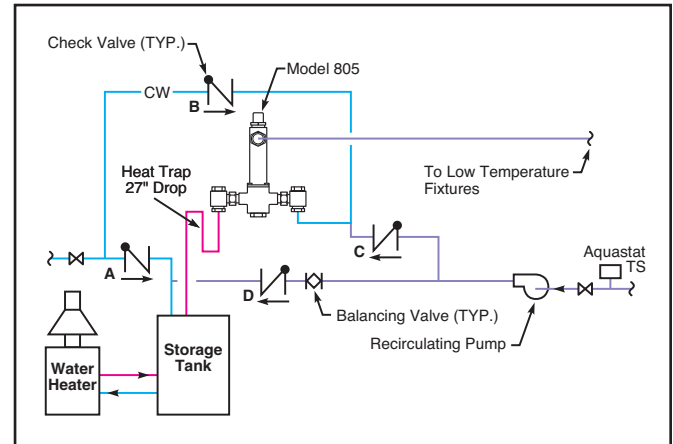 Check Valve (TYP.)
Model 805
CW
B
Heat Trap
27" Drop
To Low Temperature
Fixtures
A
C
Aquastat
TS
D
Balancing Valve (TYP.)
Recirculating Pump
Water
Heater
Storage
Tank